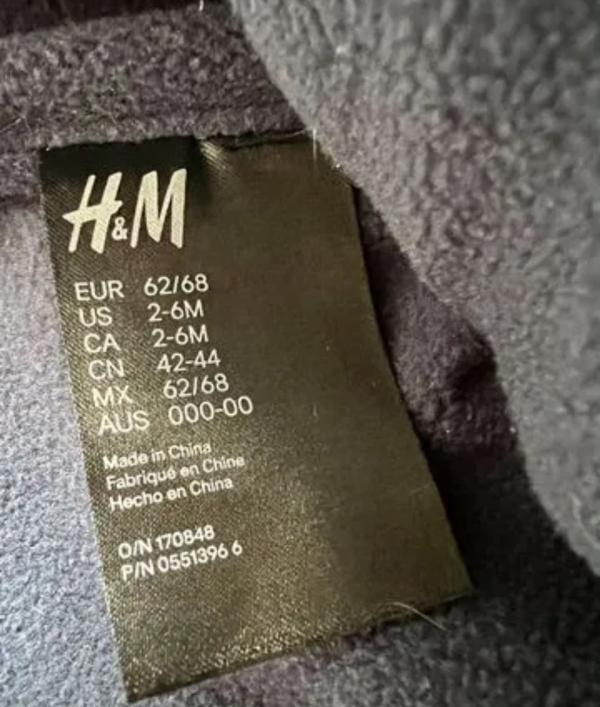 H&M
EUR 62/68
US 2-6M
CA 2-6M
CN 42-44
MX 62/68
AUS 000-00
Made in China
Fabriqué en Chine
Hecho en China
O/N 170848
P/N 0551396 6